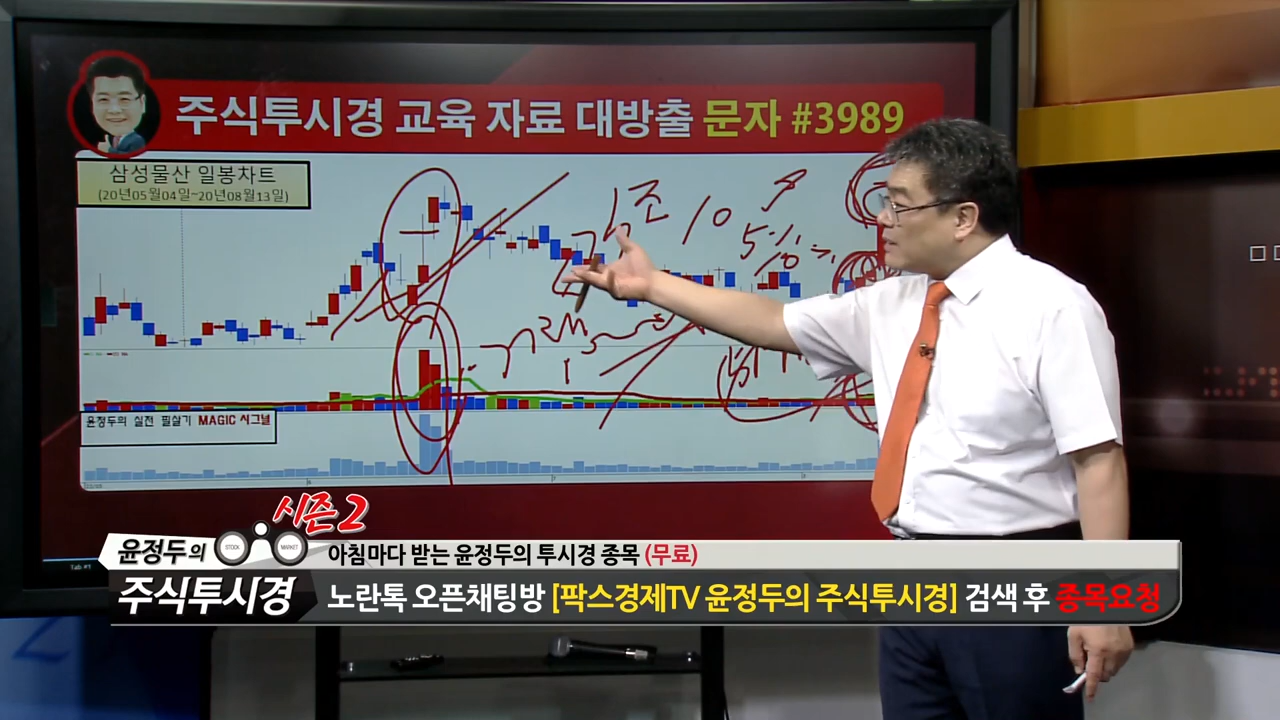 주식투시경 교육 자료 대방출 문자 #3989
삼성물산 일봉차트
(20년05월04일~20년08월13일)
조
10
5%
10
윤정두의 실전 필살기 MAGIC 시그널
시즌2
윤정두의
STOCK
MARKET
주식투시경
아침마다 받는 윤정두의 투시경 종목 (무료)
노란톡 오픈채팅방 [팍스경제TV 윤정두의 주식투시경] 검색 후 종목요청